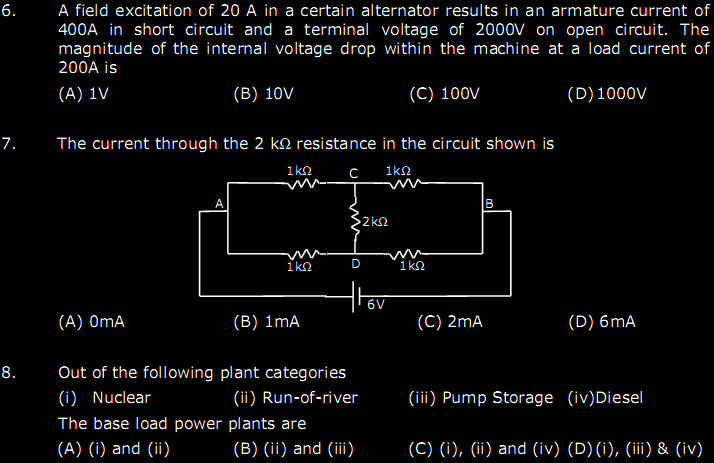 6. A field excitation of 20 A in a certain alternator results in an armature current of
400A in short circuit and a terminal voltage of 2000V on open circuit. The
magnitude of the internal voltage drop within the machine at a load current of
200A is
(A) 1V (B) 10V (C) 100V (D)1000V
7. The current through the 2 kΩ resistance in the circuit shown is
1kΩ C 1kΩ
A B
2kΩ
1kΩ D 1kΩ
6V
(A) 0mA (B) 1mA (C) 2mA (D) 6mA
8. Out of the following plant categories
(i) Nuclear (ii) Run-of-river (iii) Pump Storage (iv)Diesel
The base load power plants are
(A) (i) and (ii) (B) (ii) and (iii) (C) (i), (ii) and (iv) (D)(i), (iii) & (iv)